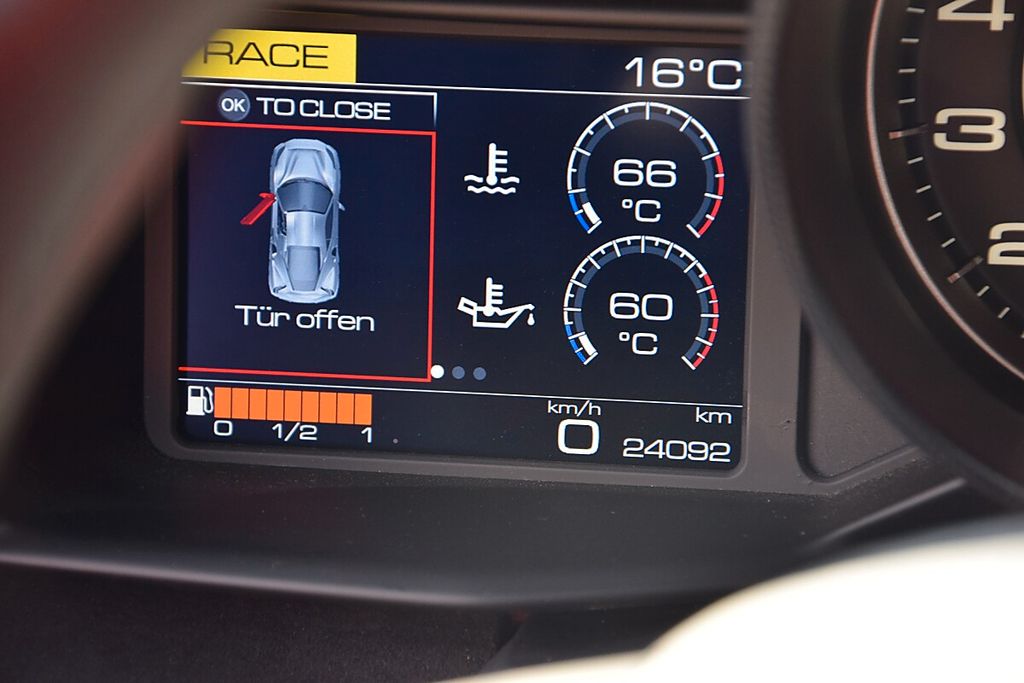 RACE
16°C
OK TO CLOSE
66
°C
Tür offen
60
°C
0 1/2 1
km/h
0
km
24092
4
3
2